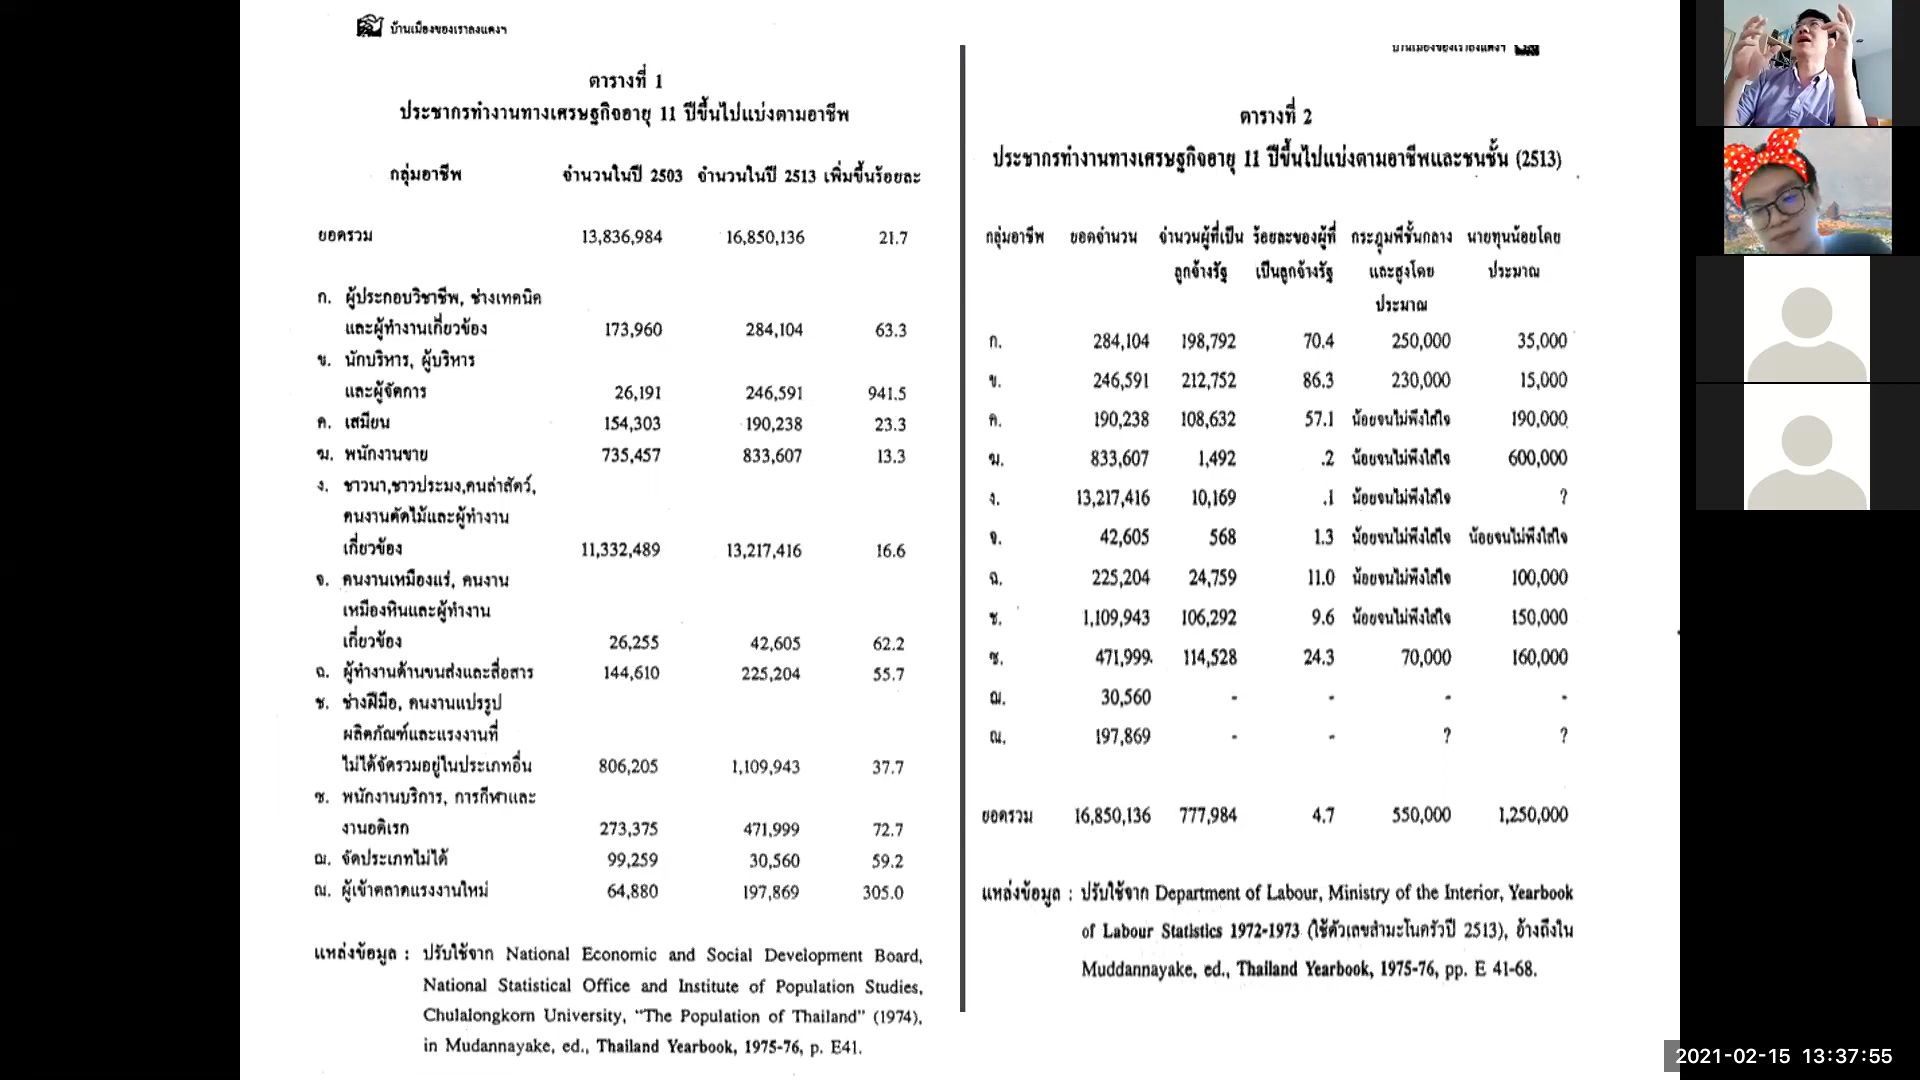 บ้านเมืองของเราลงแดงฯ
ตารางที่ 1
ประชากรทำงานทางเศรษฐกิจอายุ 11 ปีขึ้นไปแบ่งตามอาชีพ
กลุ่มอาชีพ จำนวนในปี 2503 จำนวนในปี 2513 เพิ่มขึ้นร้อยละ
ยอดรวม 13,836,984 16,850,136 21.7
ก. ผู้ประกอบวิชาชีพ, ช่างเทคนิค
และผู้ทำงานเกี่ยวข้อง 173,960 284,104 63.3
ข. นักบริหาร, ผู้บริหาร
และผู้จัดการ 26,191 246,591 941.5
ค. เสมียน 154,303 190,238 23.3
ฆ. พนักงานขาย 735,457 833,607 13.3
ง. ชาวนา,ชาวประมง,คนล่าสัตว์,
คนงานตัดไม้และผู้ทำงาน
เกี่ยวข้อง 11,332,489 13,217,416 16.6
จ. คนงานเหมืองแร่, คนงาน
เหมืองหินและผู้ทำงาน
เกี่ยวข้อง 26,255 42,605 62.2
ฉ. ผู้ทำงานด้านขนส่งและสื่อสาร 144,610 225,204 55.7
ช. ช่างฝีมือ, คนงานแปรรูป
ผลิตภัณฑ์และแรงงานที่
ไม่ได้จัดรวมอยู่ในประเภทอื่น 806,205 1,109,943 37.7
ซ. พนักงานบริการ, การกีฬาและ
งานอดิเรก 273,375 471,999 72.7
ฌ. จัดประเภทไม่ได้ 99,259 30,560 59.2
ณ. ผู้เข้าตลาดแรงงานใหม่ 64,880 197,869 305.0
แหล่งข้อมูล : ปรับใช้จาก National Economic and Social Development Board,
National Statistical Office and Institute of Population Studies,
Chulalongkorn University, “The Population of Thailand” (1974),
in Mudannayake, ed., Thailand Yearbook, 1975-76, p. E41.
บ้านเมืองของเราลงแดงฯ
ตารางที่ 2
ประชากรทำงานทางเศรษฐกิจอายุ 11 ปีขึ้นไปแบ่งตามอาชีพและชนชั้น (2513)
กลุ่มอาชีพ ยอดจำนวน จำนวนผู้ที่เป็น ร้อยละของผู้ที่ กระฎุมพีชั้นกลาง นายทุนน้อยโดย
ลูกจ้างรัฐ เป็นลูกจ้างรัฐ และสูงโดย ประมาณ
ประมาณ
ก. 284,104 198,792 70.4 250,000 35,000
ข. 246,591 212,752 86.3 230,000 15,000
ค. 190,238 108,632 57.1 น้อยจนไม่พึงใส่ใจ 190,000
ฆ. 833,607 1,492 .2 น้อยจนไม่พึงใส่ใจ 600,000
ง. 13,217,416 10,169 .1 น้อยจนไม่พึงใส่ใจ ?
จ. 42,605 568 1.3 น้อยจนไม่พึงใส่ใจ น้อยจนไม่พึงใส่ใจ
ฉ. 225,204 24,759 11.0 น้อยจนไม่พึงใส่ใจ 100,000
ช. 1,109,943 106,292 9.6 น้อยจนไม่พึงใส่ใจ 150,000
ซ. 471,999 114,528 24.3 70,000 160,000
ฌ. 30,560 - - - -
ณ. 197,869 - - ? ?
ยอดรวม 16,850,136 777,984 4.7 550,000 1,250,000
แหล่งข้อมูล : ปรับใช้จาก Department of Labour, Ministry of the Interior, Yearbook
of Labour Statistics 1972-1973 (ใช้ตัวเลขสำมะโนครัวปี 2513), อ้างถึงใน
Muddannayake, ed., Thailand Yearbook, 1975-76, pp. E 41-68.
2021-02-15 13:37:55